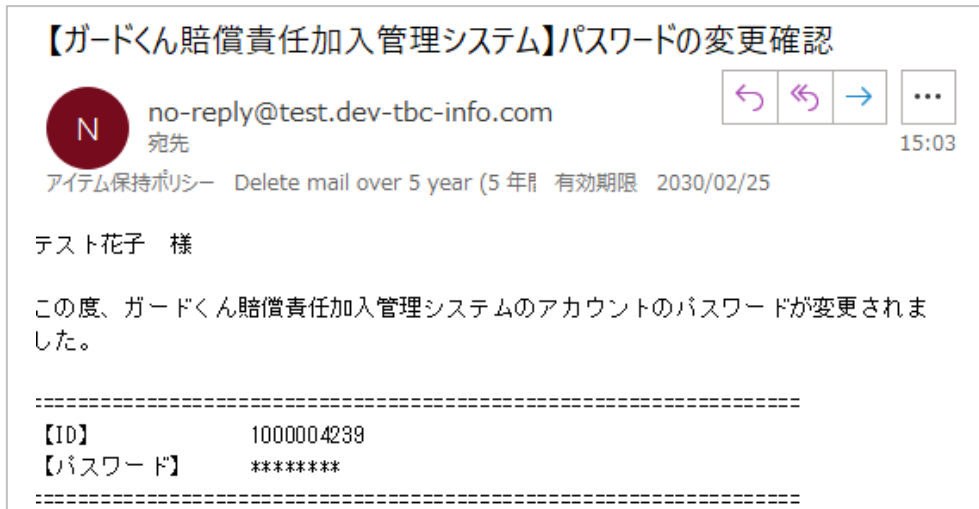 【ガードくん賠償責任加入管理システム】パスワードの変更確認
N
no-reply@test.dev-tbc-info.com
宛先
15:03
アイテム保持ポリシー Delete mail over 5 year (5 年 有効期限 2030/02/25
テスト花子 様
この度、ガードくん賠償責任加入管理システムのアカウントのパスワードが変更されま
した。
================================================================
【ID】 1000004239
【パスワード】 ********
================================================================